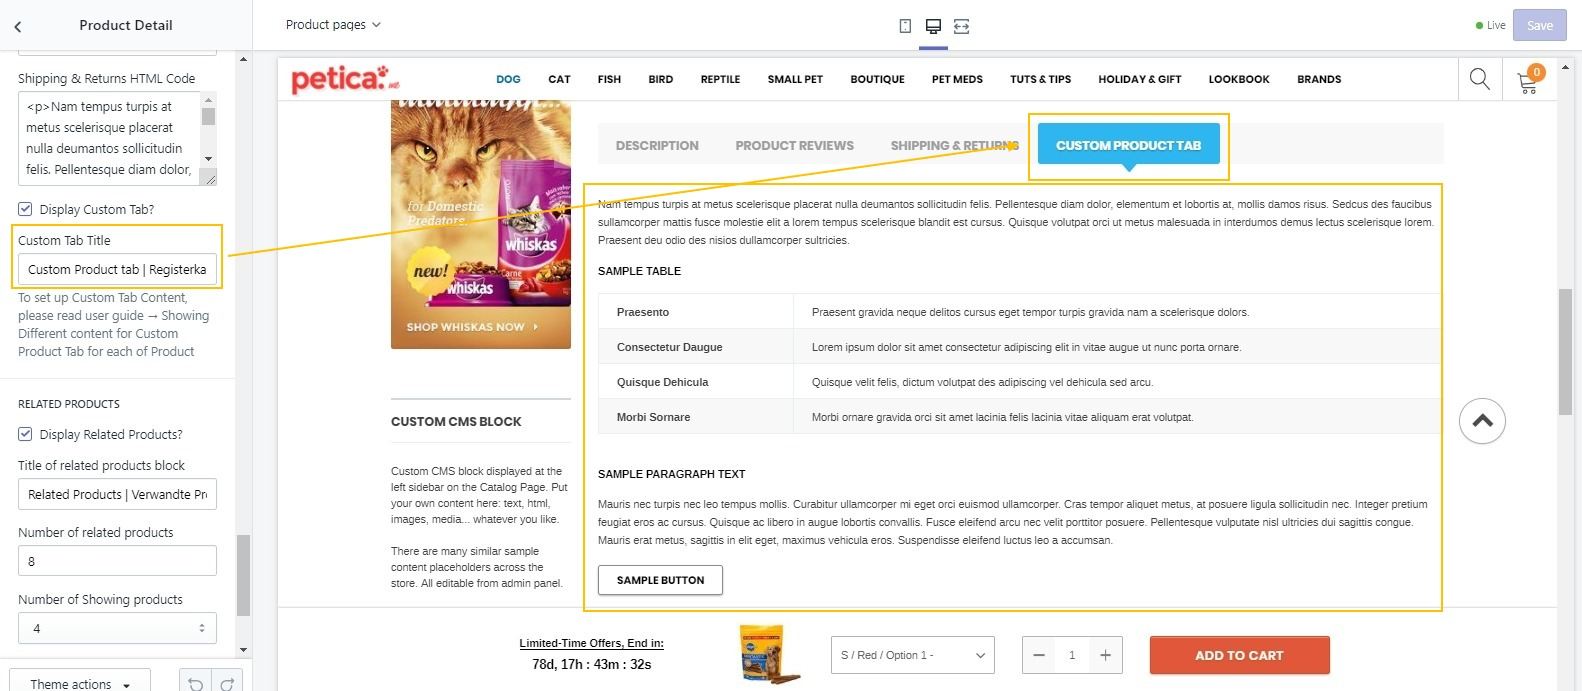 Product Detail
Product pages
Live
Save
Shipping & Returns HTML Code
<p>Nam tempus turpis at
metus scelerisque placerat
nulla deumantos sollicitudin
felis. Pellentesque diam dolor,
Display Custom Tab?
Custom Tab Title
Custom Product tab | Registerka
To set up Custom Tab Content,
please read user guide → Showing
Different content for Custom
Product Tab for each of Product
RELATED PRODUCTS
Display Related Products?
Title of related products block
Related Products | Verwandte Pr
Number of related products
8
Number of Showing products
4
Theme actions
petica
DOG CAT FISH BIRD REPTILE SMALL PET BOUTIQUE PET MEDS TUTS & TIPS HOLIDAY & GIFT LOOKBOOK BRANDS
0
for Domestic
Predators.
whiskas
Carne
new!
whiskas
SHOP WHISKAS NOW
CUSTOM CMS BLOCK
Custom CMS block displayed at the
left sidebar on the Catalog Page. Put
your own content here: text, html,
images, media... whatever you like.
There are many similar sample
content placeholders across the
store. All editable from admin panel.
DESCRIPTION PRODUCT REVIEWS SHIPPING & RETURNS CUSTOM PRODUCT TAB
Nam tempus turpis at metus scelerisque placerat nulla deumantos sollicitudin felis. Pellentesque diam dolor, elementum et lobortis at, mollis damos risus. Sedcus des faucibus
sullamcorper mattis fusce molestie elit a lorem tempus scelerisque blandit est cursus. Quisque volutpat orci ut metus malesuada in interdumos demus lectus scelerisque lorem.
Praesent deu odio des nisios dullamcorper sultricies.
SAMPLE TABLE
Praesento Praesent gravida neque delitos cursus eget tempor turpis gravida nam a scelerisque dolors.
Consectetur Daugue Lorem ipsum dolor sit amet consectetur adipiscing elit in vitae augue ut nunc porta ornare.
Quisque Dehicula Quisque velit felis, dictum volutpat des adipiscing vel dehicula sed arcu.
Morbi Sornare Morbi ornare gravida orci sit amet lacinia felis lacinia vitae aliquam erat volutpat.
SAMPLE PARAGRAPH TEXT
Mauris nec turpis nec leo tempus mollis. Curabitur ullamcorper mi eget orci euismod ullamcorper. Cras tempor aliquet metus, at posuere ligula sollicitudin nec. Integer pretium
feugiat eros ac cursus. Quisque ac libero in augue lobortis convallis. Fusce eleifend arcu nec velit porttitor posuere. Pellentesque vulputate nisl ultricies dui sagittis congue.
Mauris erat metus, sagittis in elit eget, maximus vehicula eros. Suspendisse eleifend luctus leo a accumsan.
SAMPLE BUTTON
Limited-Time Offers, End in:
78d, 17h : 43m : 32s
S / Red / Option 1 -
1
ADD TO CART